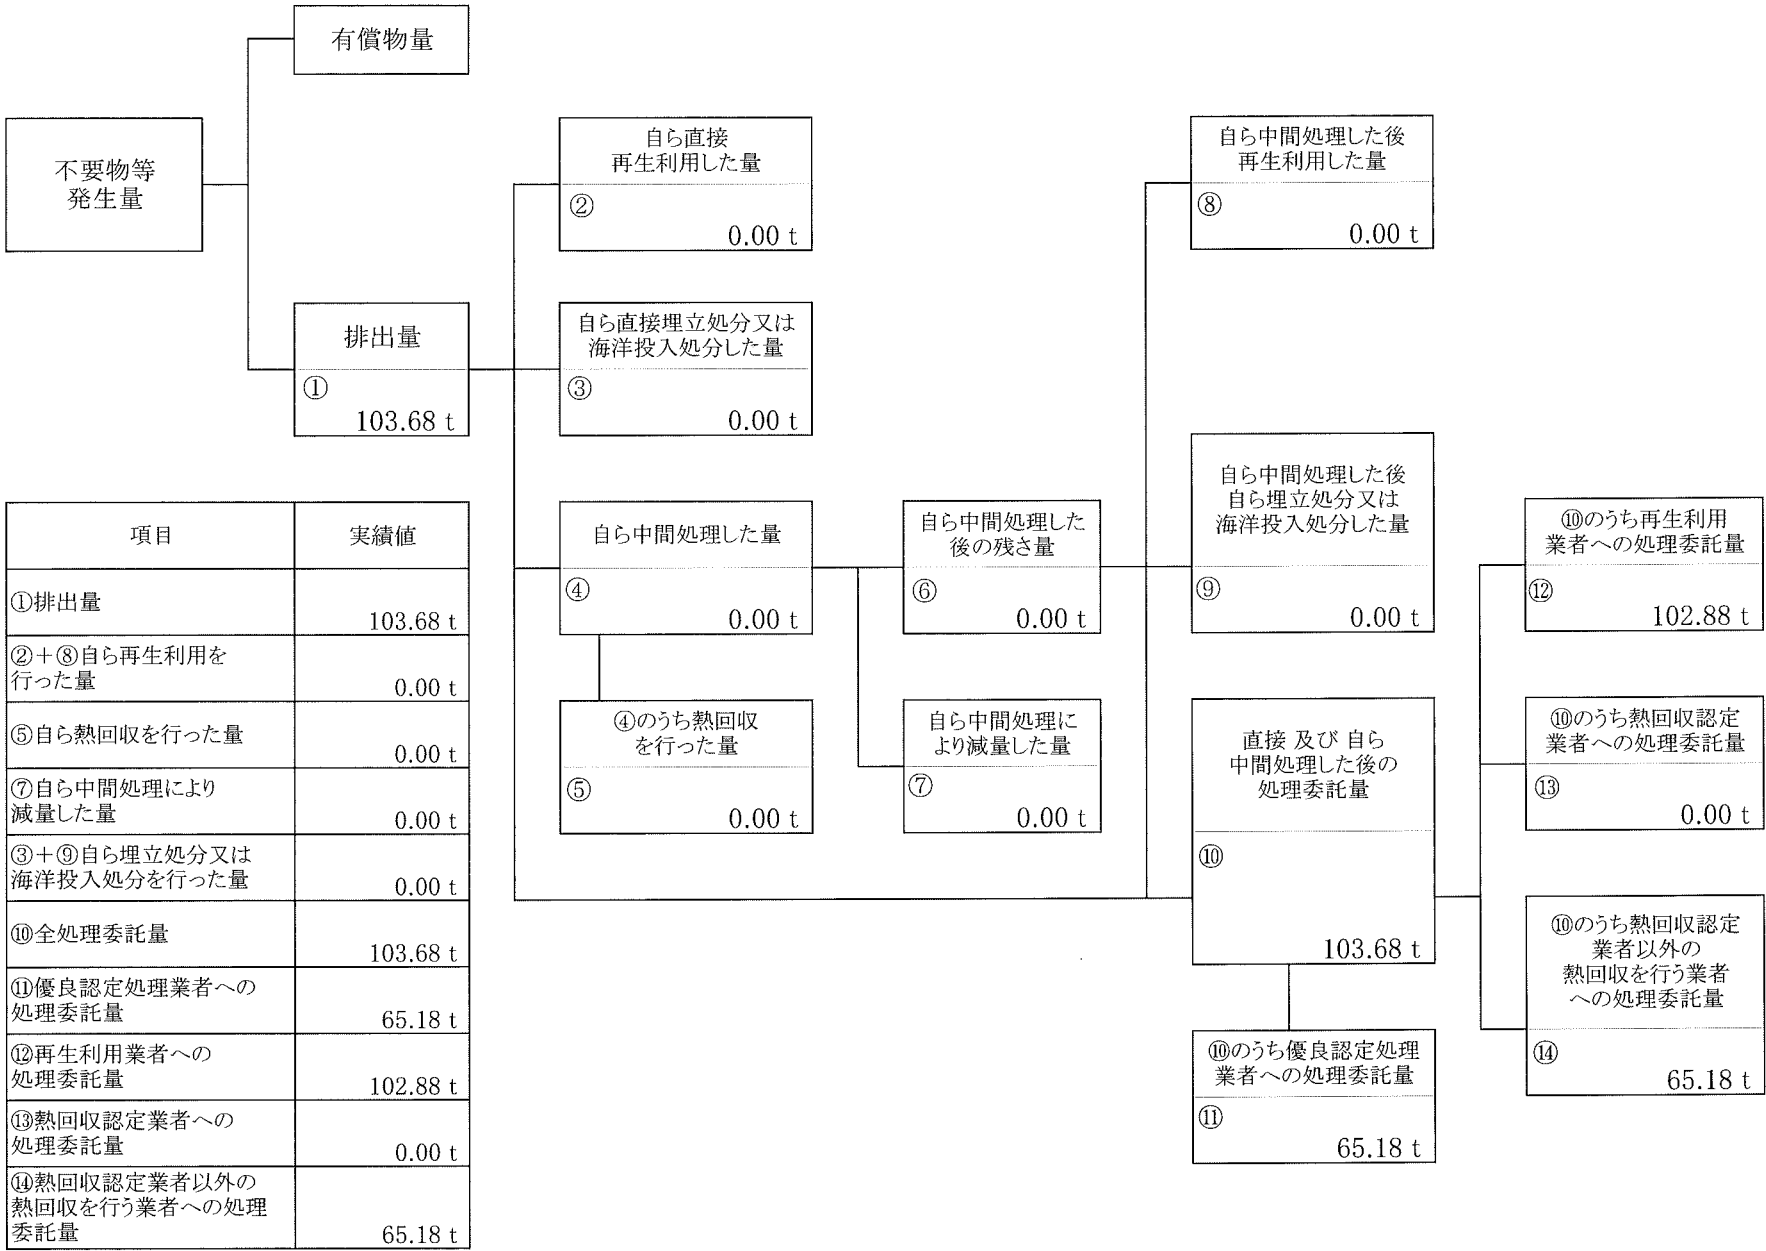 有償物量
不要物等
発生量
排出量
①
103.68 t
自ら直接
再生利用した量
②
0.00 t
自ら直接埋立処分又は
海洋投入処分した量
③
0.00 t
自ら中間処理した量
④
0.00 t
④のうち熱回収
を行った量
⑤
0.00 t
自ら中間処理した
後の残さ量
⑥
0.00 t
自ら中間処理に
より減量した量
⑦
0.00 t
自ら中間処理した後
再生利用した量
⑧
0.00 t
自ら中間処理した後
自ら埋立処分又は
海洋投入処分した量
⑨
0.00 t
直接 及び 自ら
中間処理した後の
処理委託量
⑩
103.68 t
⑩のうち優良認定処理
業者への処理委託量
⑪
65.18 t
⑩のうち再生利用
業者への処理委託量
⑫
102.88 t
⑩のうち熱回収認定
業者への処理委託量
⑬
0.00 t
⑩のうち熱回収認定
業者以外の
熱回収を行う業者
への処理委託量
⑭
65.18 t
項目 実績値
①排出量
103.68 t
②＋⑧自ら再生利用を
行った量
0.00 t
⑤自ら熱回収を行った量
0.00 t
⑦自ら中間処理により
減量した量
0.00 t
③＋⑨自ら埋立処分又は
海洋投入処分を行った量
0.00 t
⑩全処理委託量
103.68 t
⑪優良認定処理業者への
処理委託量
65.18 t
⑫再生利用業者への
処理委託量
102.88 t
⑬熱回収認定業者への
処理委託量
0.00 t
⑭熱回収認定業者以外の
熱回収を行う業者への処理
委託量
65.18 t